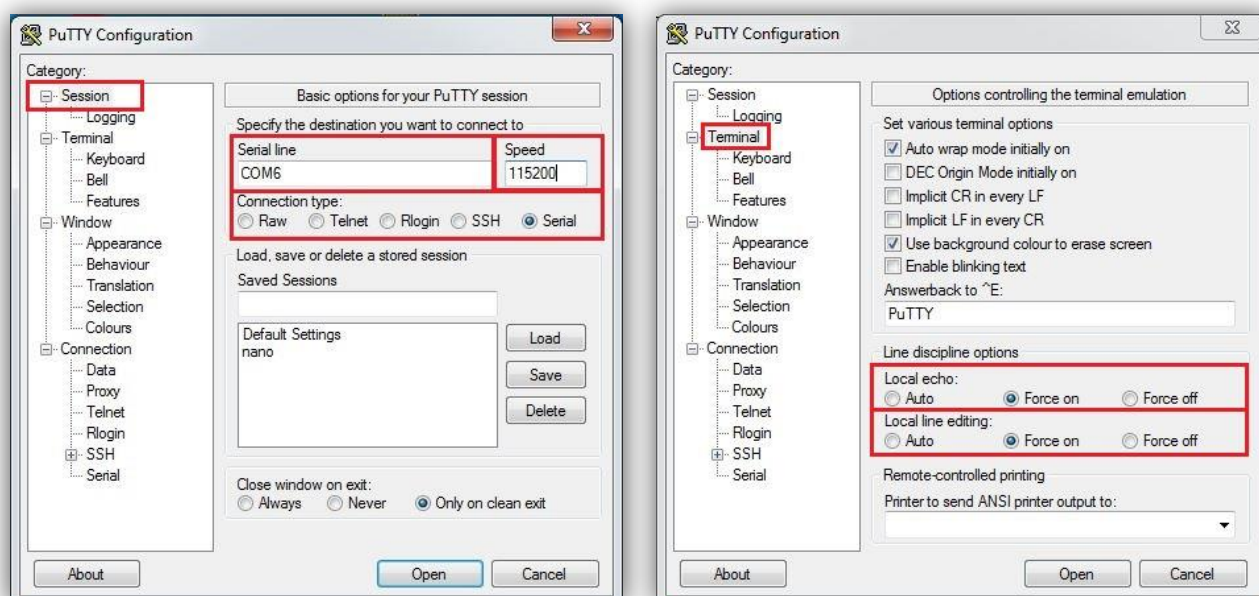 PuTTY Configuration
Category:
Session
Logging
Terminal
Keyboard
Bell
Features
Window
Appearance
Behaviour
Translation
Selection
Colours
Connection
Data
Proxy
Telnet
Rlogin
SSH
Serial
Basic options for your PuTTY session
Specify the destination you want to connect to
Serial line Speed
COM6 115200
Connection type:
Raw Telnet Rlogin SSH Serial
Load, save or delete a stored session
Saved Sessions
Default Settings
nano
Load
Save
Delete
Close window on exit:
Always Never Only on clean exit
About Open Cancel
PuTTY Configuration
Category:
Session
Logging
Terminal
Keyboard
Bell
Features
Window
Appearance
Behaviour
Translation
Selection
Colours
Connection
Data
Proxy
Telnet
Rlogin
SSH
Serial
Options controlling the terminal emulation
Set various terminal options
Auto wrap mode initially on
DEC Origin Mode initially on
Implicit CR in every LF
Implicit LF in every CR
Use background colour to erase screen
Enable blinking text
Answerback to ^E:
PuTTY
Line discipline options
Local echo:
Auto Force on Force off
Local line editing:
Auto Force on Force off
Remote-controlled printing
Printer to send ANSI printer output to:
About Open Cancel